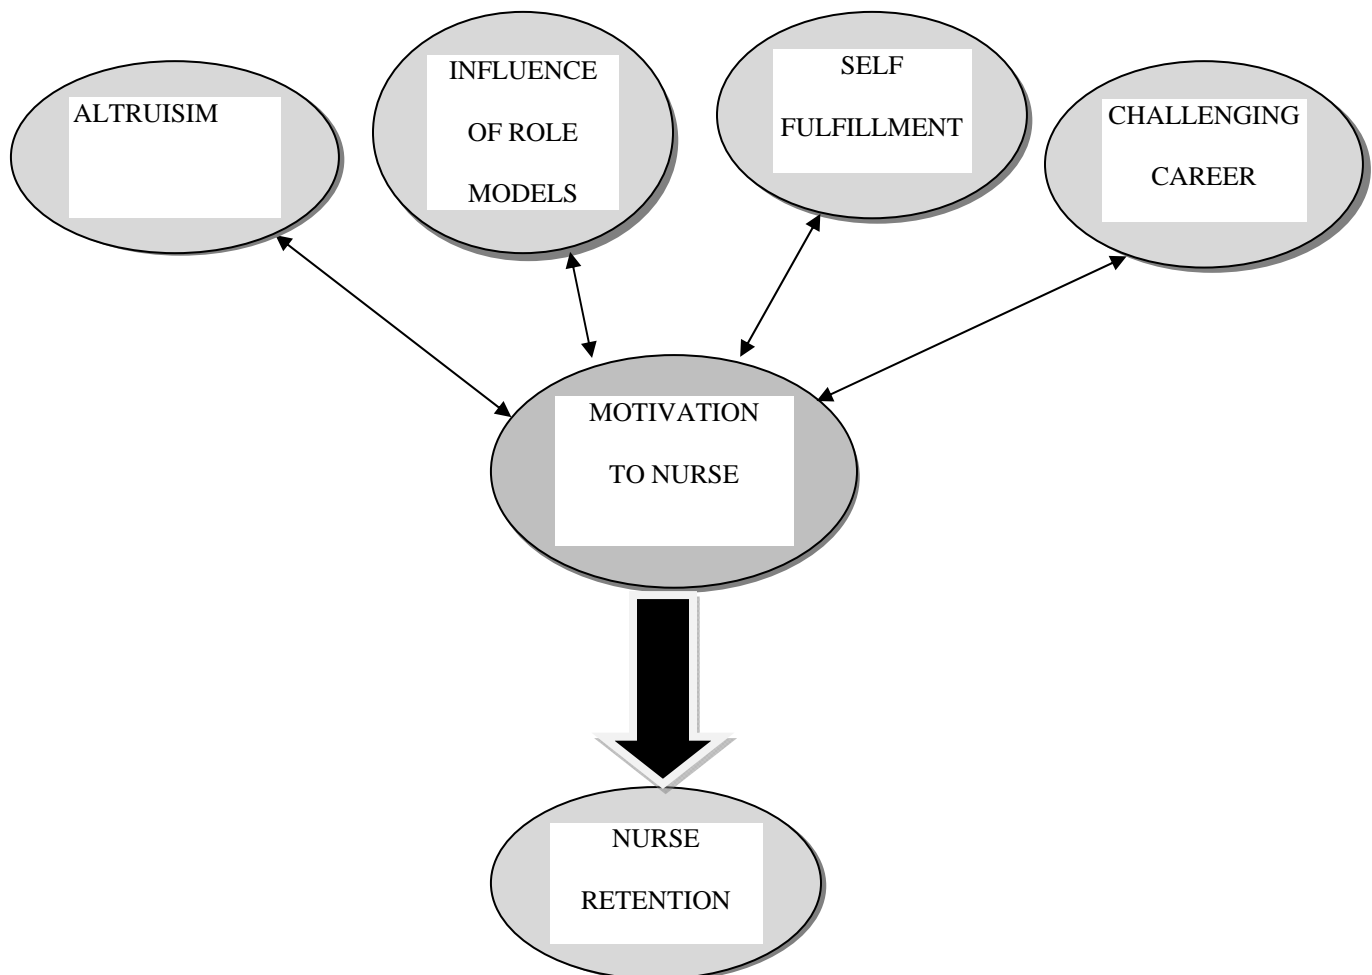 ALTRUISIM
INFLUENCE
OF ROLE
MODELS
SELF
FULFILLMENT
CHALLENGING
CAREER
MOTIVATION
TO NURSE
NURSE
RETENTION